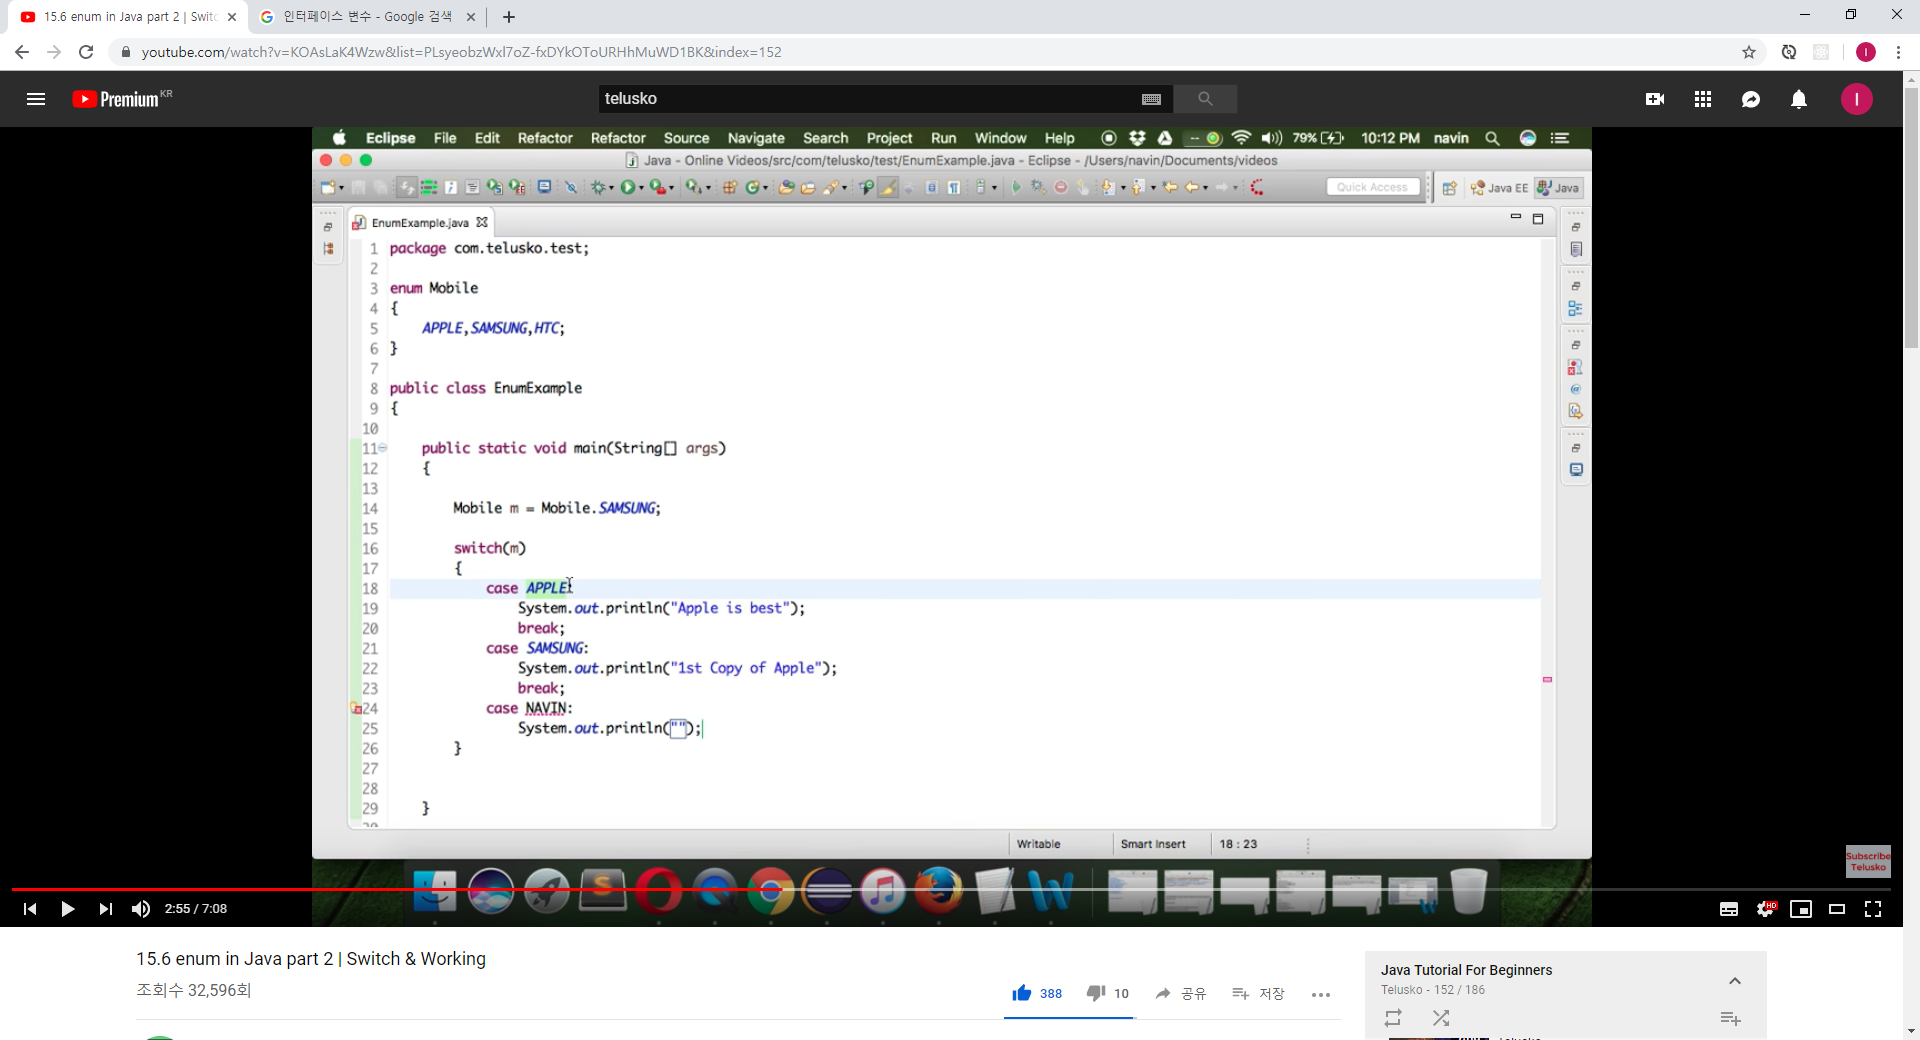 15.6 enum in Java part 2 | Switc
인터페이스 변수 - Google 검색
youtube.com/watch?v=KOAsLaK4Wzw&list=PLsyeobzWxl7oZ-fxDYkOToURHhMuWD1BK&index=152
Premium KR
telusko
I
Eclipse File Edit Refactor Refactor Source Navigate Search Project Run Window Help 79% 10:12 PM navin
Java - Online Videos/src/com/telusko/test/EnumExample.java - Eclipse - /Users/navin/Documents/videos
Quick Access Java EE Java
EnumExample.java
1 package com.telusko.test;
2
3 enum Mobile
4 {
5 APPLE,SAMSUNG,HTC;
6 }
7
8 public class EnumExample
9 {
10
11 public static void main(String[] args)
12 {
13
14 Mobile m = Mobile.SAMSUNG;
15
16 switch(m)
17 {
18 case APPLE:
19 System.out.println("Apple is best");
20 break;
21 case SAMSUNG:
22 System.out.println("1st Copy of Apple");
23 break;
24 case NAVIN:
25 System.out.println("");
26 }
27
28
29 }
Writable Smart Insert 18 : 23
Subscribe
Telusko
2:55 / 7:08
HD
15.6 enum in Java part 2 | Switch & Working
조회수 32,596회
388 10 공유 저장
Java Tutorial For Beginners
Telusko - 152 / 186